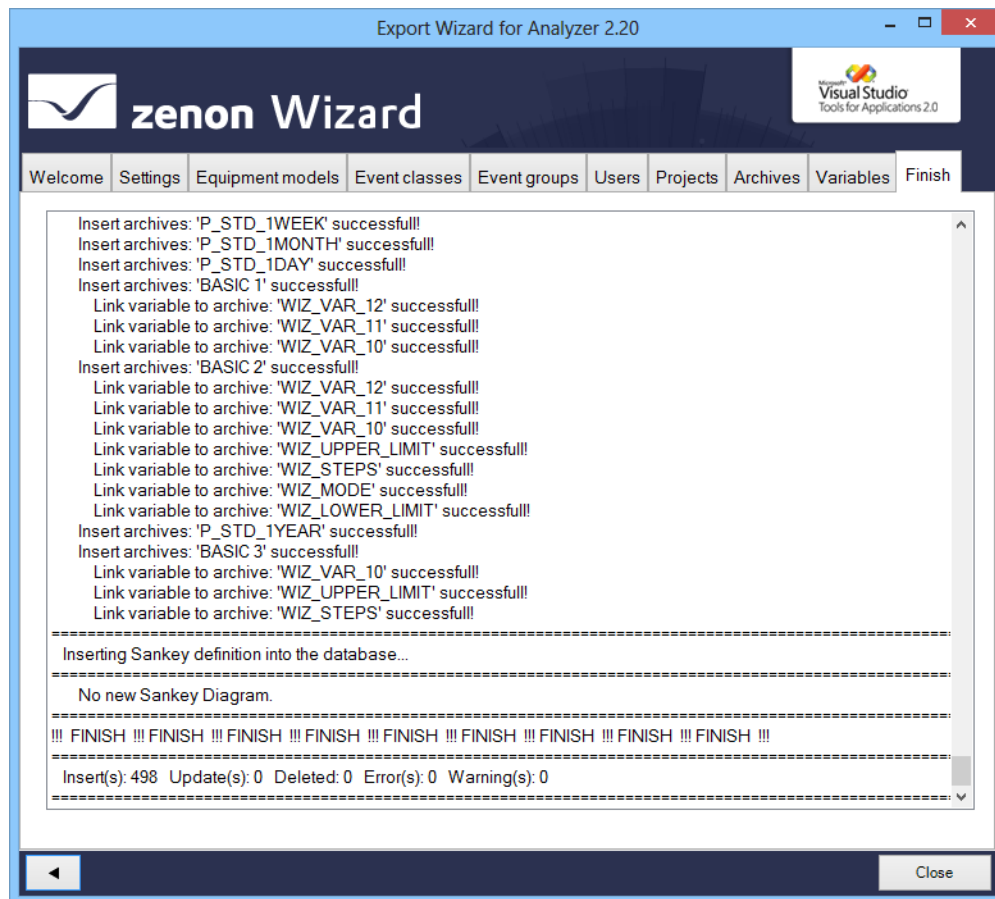 Export Wizard for Analyzer 2.20
zenon Wizard
Microsoft
Visual Studio
Tools for Applications 2.0
Welcome Settings Equipment models Event classes Event groups Users Projects Archives Variables Finish
Insert archives: 'P_STD_1WEEK' successfull!
Insert archives: 'P_STD_1MONTH' successfull!
Insert archives: 'P_STD_1DAY' successfull!
Insert archives: 'BASIC 1' successfull!
Link variable to archive: 'WIZ_VAR_12' successfull!
Link variable to archive: 'WIZ_VAR_11' successfull!
Link variable to archive: 'WIZ_VAR_10' successfull!
Insert archives: 'BASIC 2' successfull!
Link variable to archive: 'WIZ_VAR_12' successfull!
Link variable to archive: 'WIZ_VAR_11' successfull!
Link variable to archive: 'WIZ_VAR_10' successfull!
Link variable to archive: 'WIZ_UPPER_LIMIT' successfull!
Link variable to archive: 'WIZ_STEPS' successfull!
Link variable to archive: 'WIZ_MODE' successfull!
Link variable to archive: 'WIZ_LOWER_LIMIT' successfull!
Insert archives: 'P_STD_1YEAR' successfull!
Insert archives: 'BASIC 3' successfull!
Link variable to archive: 'WIZ_VAR_10' successfull!
Link variable to archive: 'WIZ_UPPER_LIMIT' successfull!
Link variable to archive: 'WIZ_STEPS' successfull!
Inserting Sankey definition into the database...
No new Sankey Diagram.
!!! FINISH !!! FINISH !!! FINISH !!! FINISH !!! FINISH !!! FINISH !!! FINISH !!! FINISH !!! FINISH !!!
Insert(s): 498 Update(s): 0 Deleted: 0 Error(s): 0 Warning(s): 0
Close